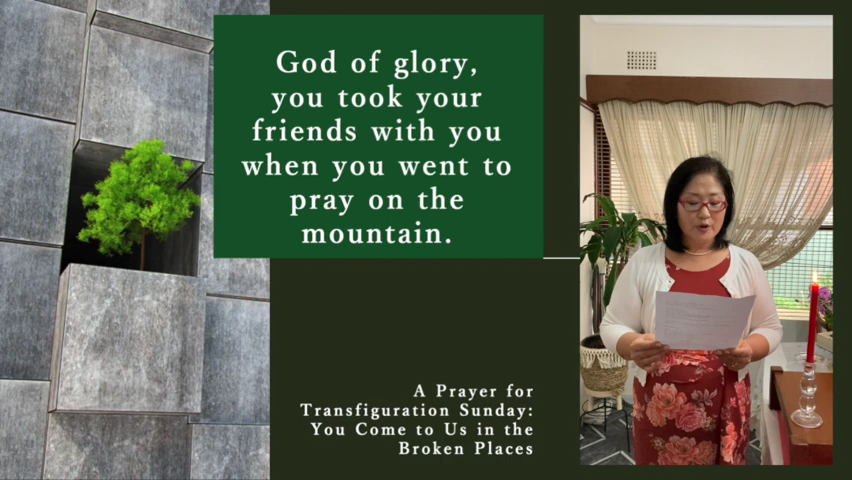 God of glory,
you took your
friends with you
when you went to
pray on the
mountain.
A Prayer for
Transfiguration Sunday:
You Come to Us in the
Broken Places